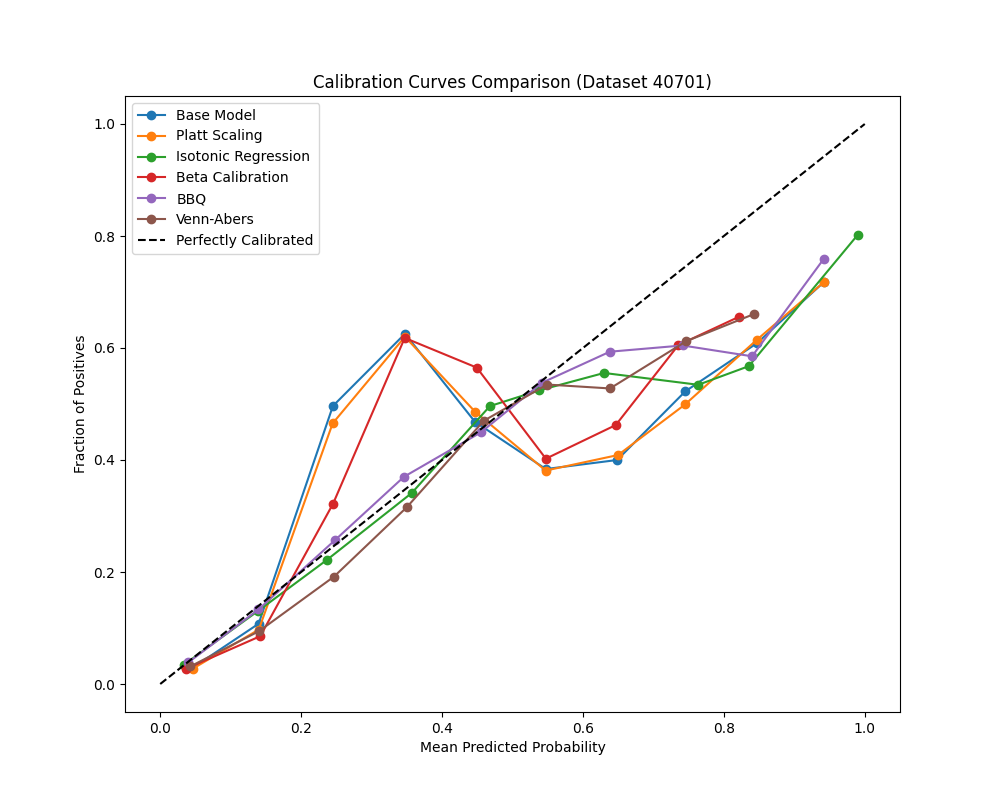 Calibration Curves Comparison (Dataset 40701)
Base Model
Platt Scaling
Isotonic Regression
Beta Calibration
BBQ
Venn-Abers
Perfectly Calibrated
Fraction of Positives
1.0
0.8
0.6
0.4
0.2
0.0
0.0 0.2 0.4 0.6 0.8 1.0
Mean Predicted Probability